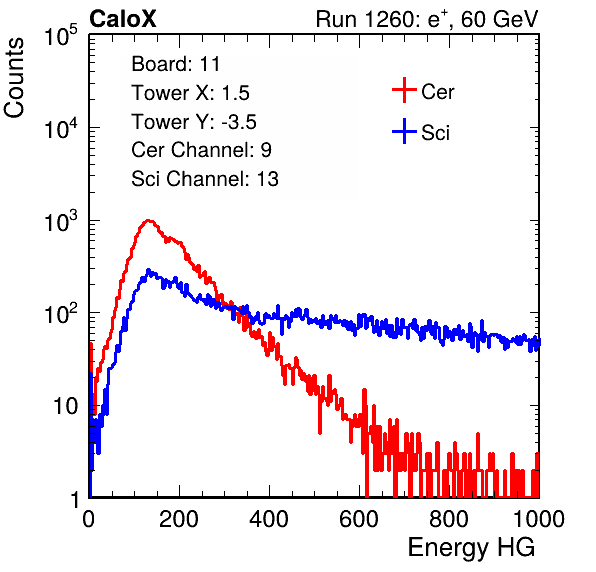 CaloX Run 1260: e⁺, 60 GeV
Counts
10⁵
10⁴
10³
10²
10
1
Board: 11
Tower X: 1.5
Tower Y: -3.5
Cer Channel: 9
Sci Channel: 13
Cer
Sci
0 200 400 600 800 1000
Energy HG